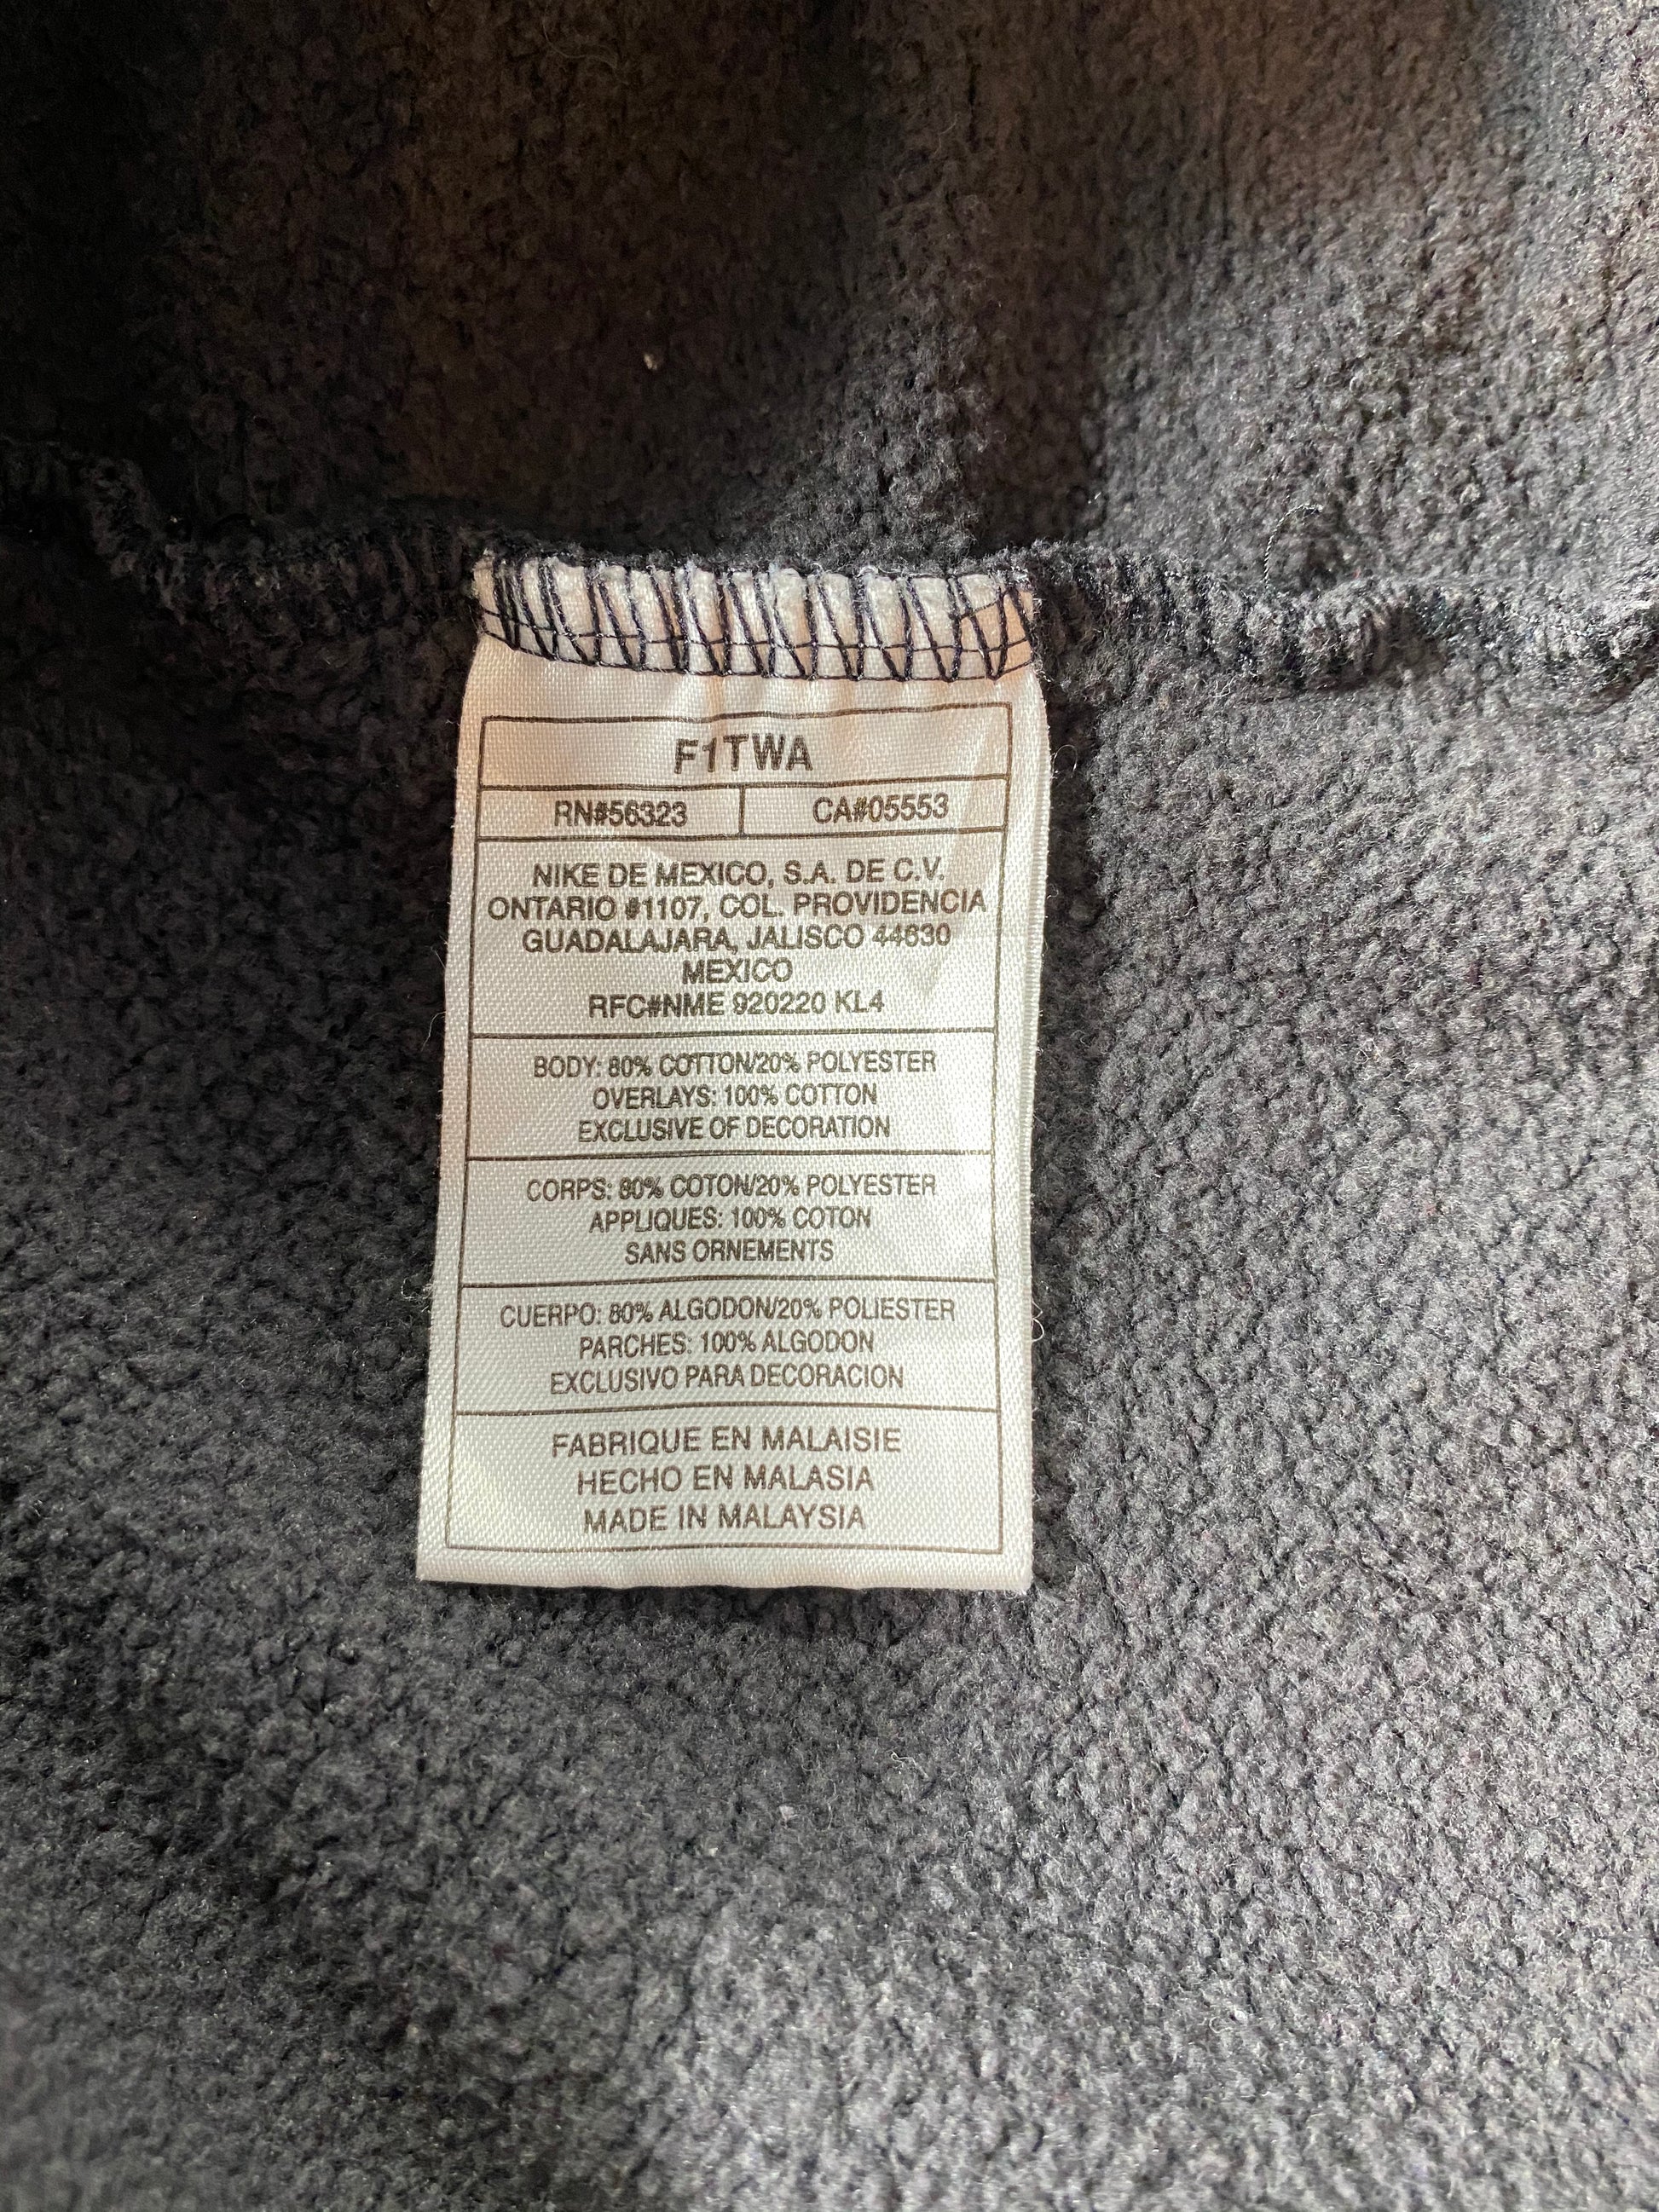 F1TWA
RN#56323 CA#05553
NIKE DE MEXICO, S.A. DE C.V.
ONTARIO #1107, COL. PROVIDENCIA
GUADALAJARA, JALISCO 44630
MEXICO
RFC#NME 920220 KL4
BODY: 80% COTTON/20% POLYESTER
OVERLAYS: 100% COTTON
EXCLUSIVE OF DECORATION
CORPS: 80% COTON/20% POLYESTER
APPLIQUES: 100% COTON
SANS ORNEMENTS
CUERPO: 80% ALGODON/20% POLIESTER
PARCHES: 100% ALGODON
EXCLUSIVO PARA DECORACION
FABRIQUE EN MALAISIE
HECHO EN MALASIA
MADE IN MALAYSIA